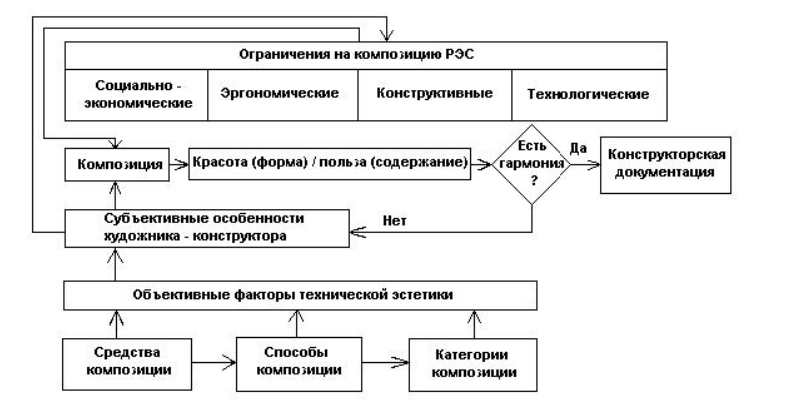 Ограничения на композицию РЭС
Социально -
экономические
Эргономические
Конструктивные
Технологические
Композиция
Красота (форма) / польза (содержание)
Есть
гармония
?
Да
Конструкторская
документация
Нет
Субъективные особенности
художника - конструктора
Объективные факторы технической эстетики
Средства
композиции
Способы
композиции
Категории
композиции